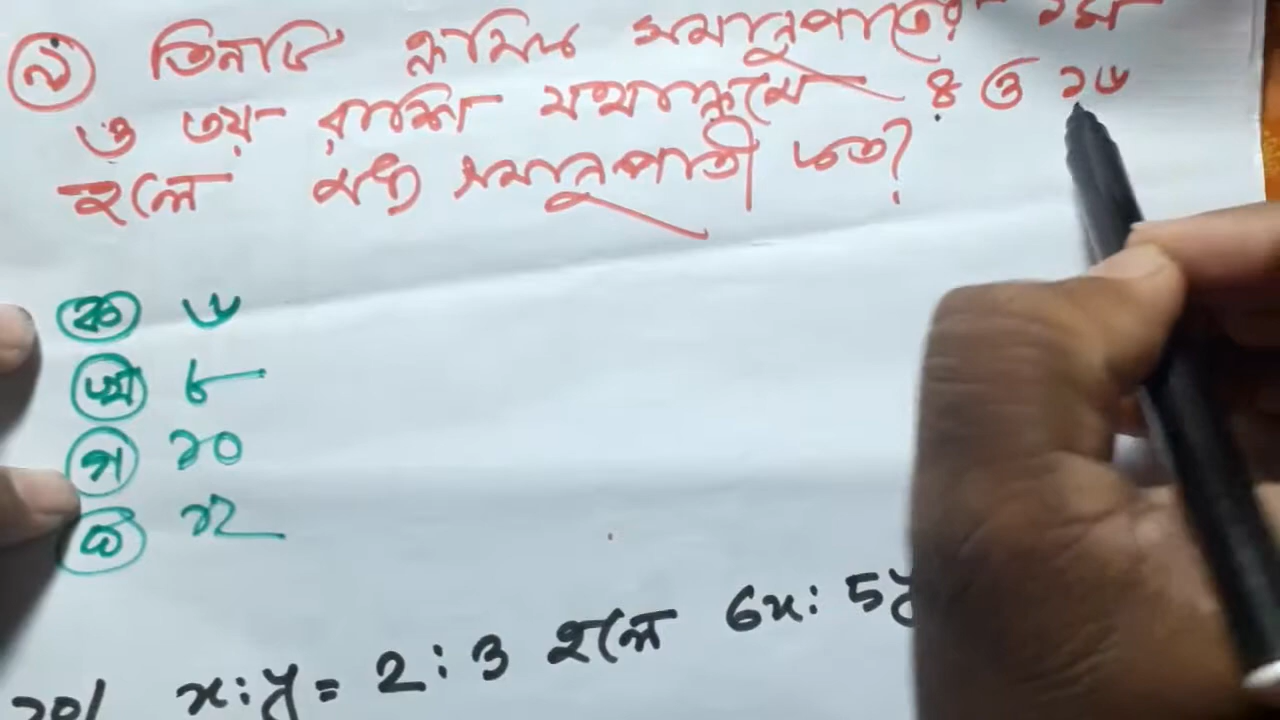 ৯ তিনটি ক্রমিক সমানুপাতের ১ম
ও ৩য় রাশি যথাক্রমে ৪ ও ১৬
হলে মধ্য সমানুপাতী কত?
ক ৬
খ ৮
গ ১০
ঘ ১২
১০/ x:y = 2:3 হলে 6x: 5y